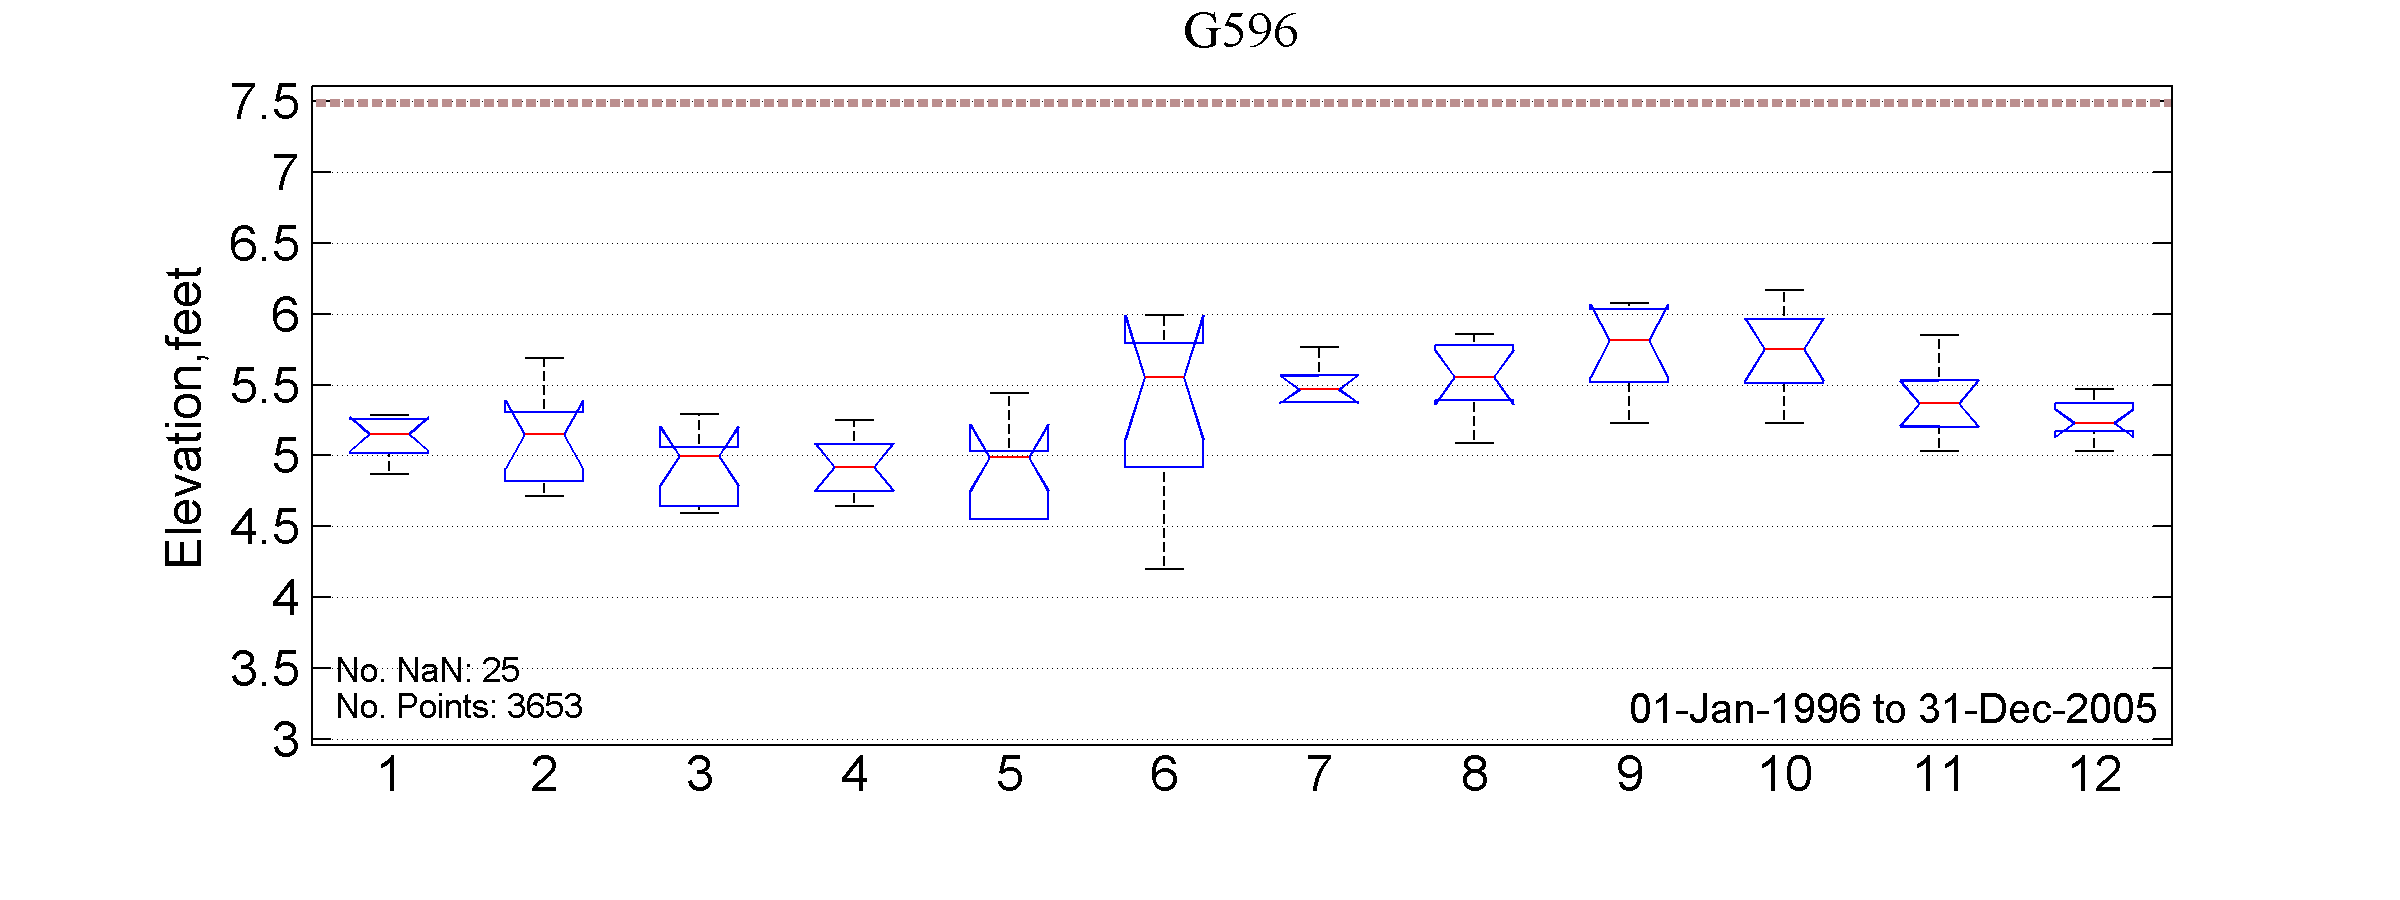 G596
7.5
7
6.5
6
5.5
5
4.5
4
3.5
3
Elevation,feet
No. NaN: 25
No. Points: 3653
01-Jan-1996 to 31-Dec-2005
1 2 3 4 5 6 7 8 9 10 11 12